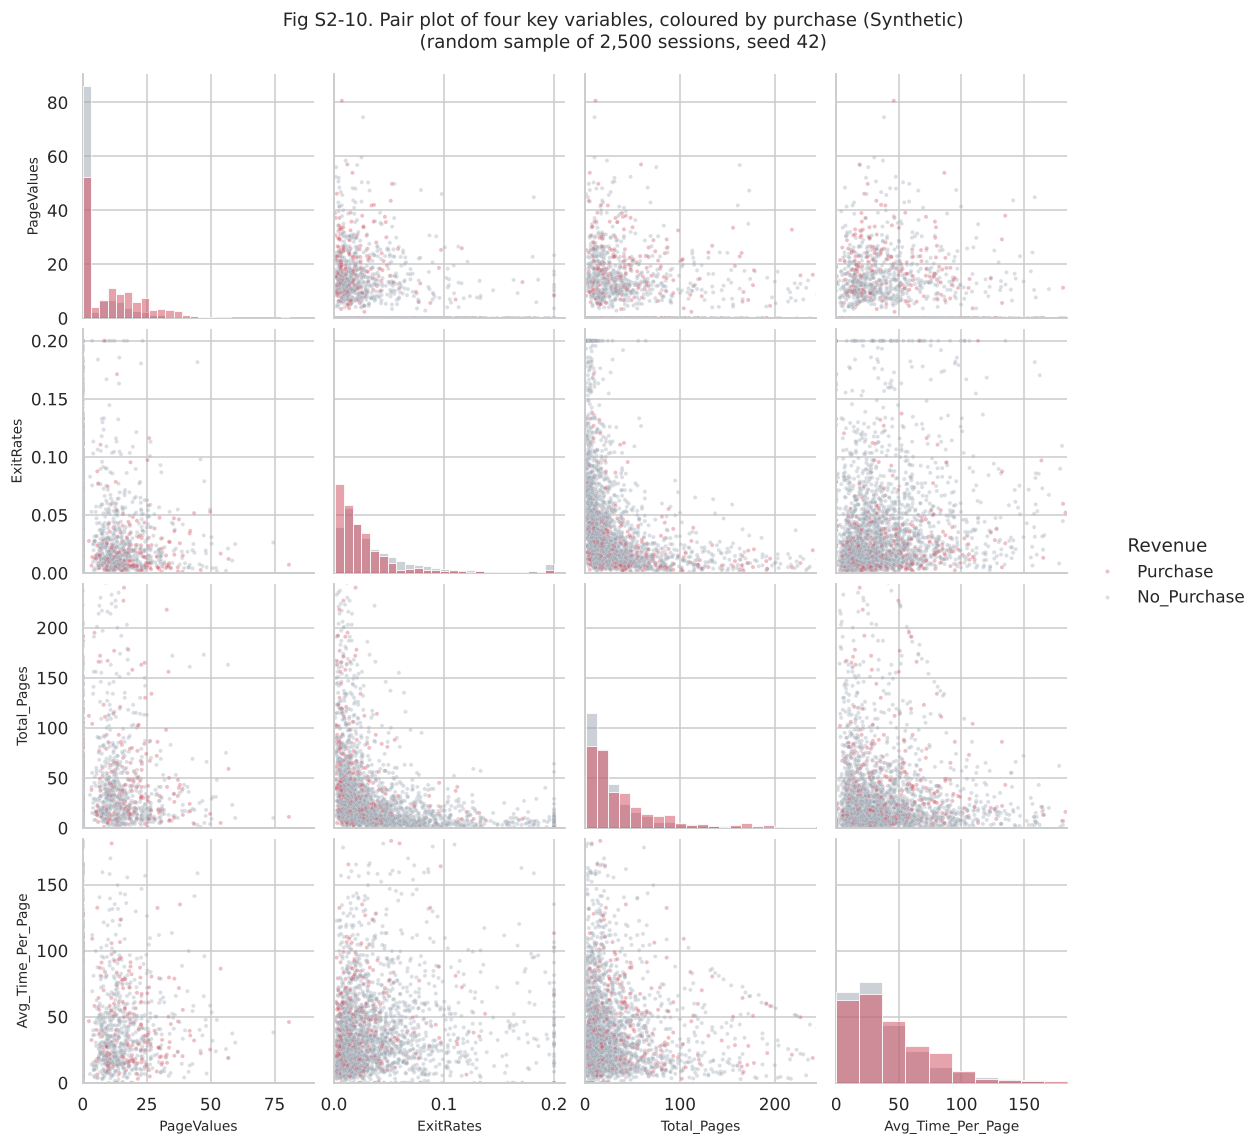 Fig S2-10. Pair plot of four key variables, coloured by purchase (Synthetic)
(random sample of 2,500 sessions, seed 42)
PageValues
80
60
40
20
0
ExitRates
0.20
0.15
0.10
0.05
0.00
Revenue
Purchase
No_Purchase
Total_Pages
200
150
100
50
0
Avg_Time_Per_Page
150
100
50
0
0 25 50 75
0.0 0.1 0.2
0 100 200
0 50 100 150
PageValues
ExitRates
Total_Pages
Avg_Time_Per_Page